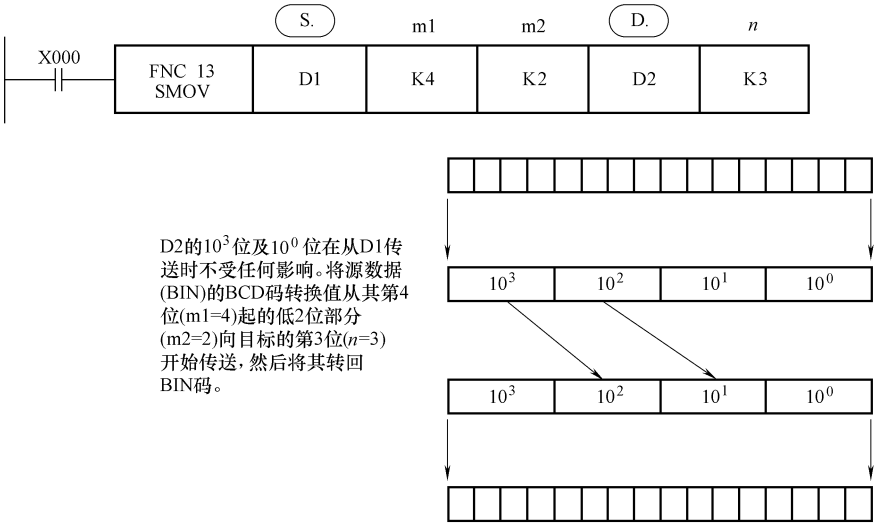 S. m1 m2 D. n
X000
FNC 13 SMOV D1 K4 K2 D2 K3
D2的10³位及10⁰位在从D1传
送时不受任何影响。将源数据
(BIN)的BCD码转换值从其第4
位(m1=4)起的低2位部分
(m2=2)向目标的第3位(n=3)
开始传送，然后将其转回
BIN码。
10³ 10² 10¹ 10⁰
10³ 10² 10¹ 10⁰